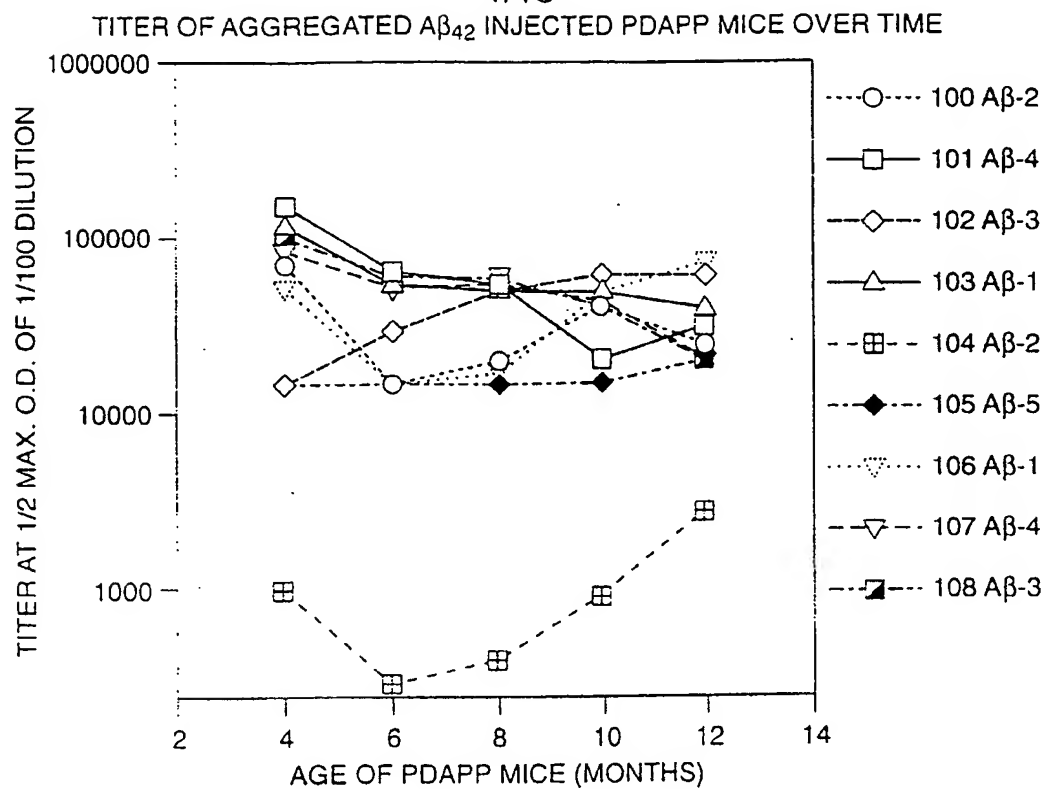 TITER OF AGGREGATED Aβ42 INJECTED PDAPP MICE OVER TIME
1000000
100000
10000
1000
TITER AT 1/2 MAX. O.D. OF 1/100 DILUTION
2 4 6 8 10 12 14
AGE OF PDAPP MICE (MONTHS)
100 Aβ-2
101 Aβ-4
102 Aβ-3
103 Aβ-1
104 Aβ-2
105 Aβ-5
106 Aβ-1
107 Aβ-4
108 Aβ-3